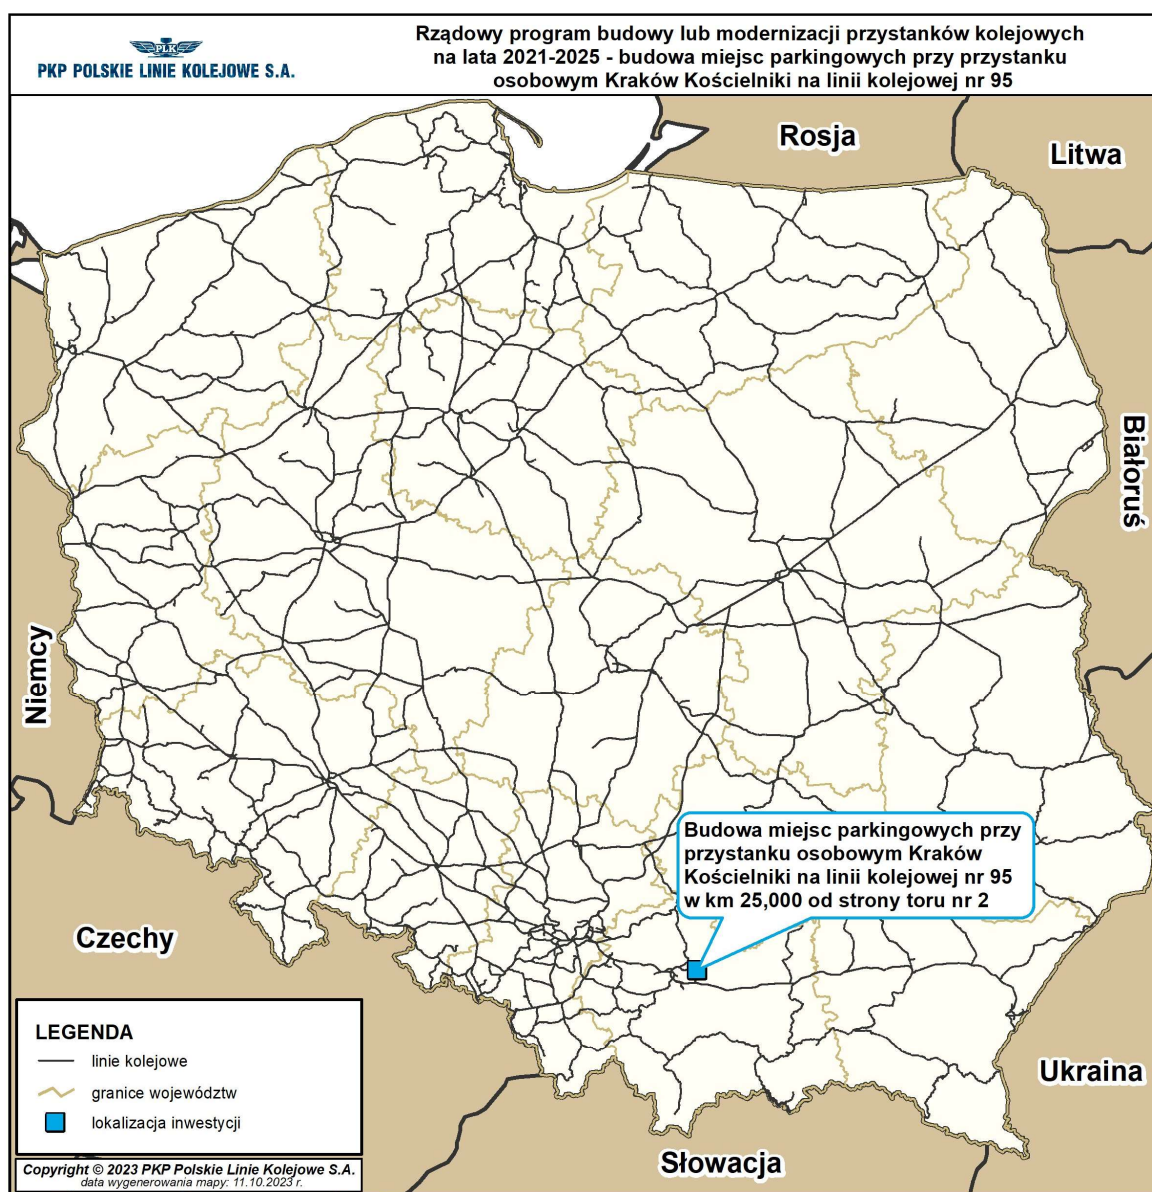 PLK
PKP POLSKIE LINIE KOLEJOWE S.A.
Rządowy program budowy lub modernizacji przystanków kolejowych
na lata 2021-2025 - budowa miejsc parkingowych przy przystanku
osobowym Kraków Kościelniki na linii kolejowej nr 95
Rosja
Litwa
Białoruś
Niemcy
Budowa miejsc parkingowych przy
przystanku osobowym Kraków
Kościelniki na linii kolejowej nr 95
w km 25,000 od strony toru nr 2
Czechy
Ukraina
Słowacja
LEGENDA
linie kolejowe
granice województw
lokalizacja inwestycji
Copyright © 2023 PKP Polskie Linie Kolejowe S.A.
data wygenerowania mapy: 11.10.2023 r.